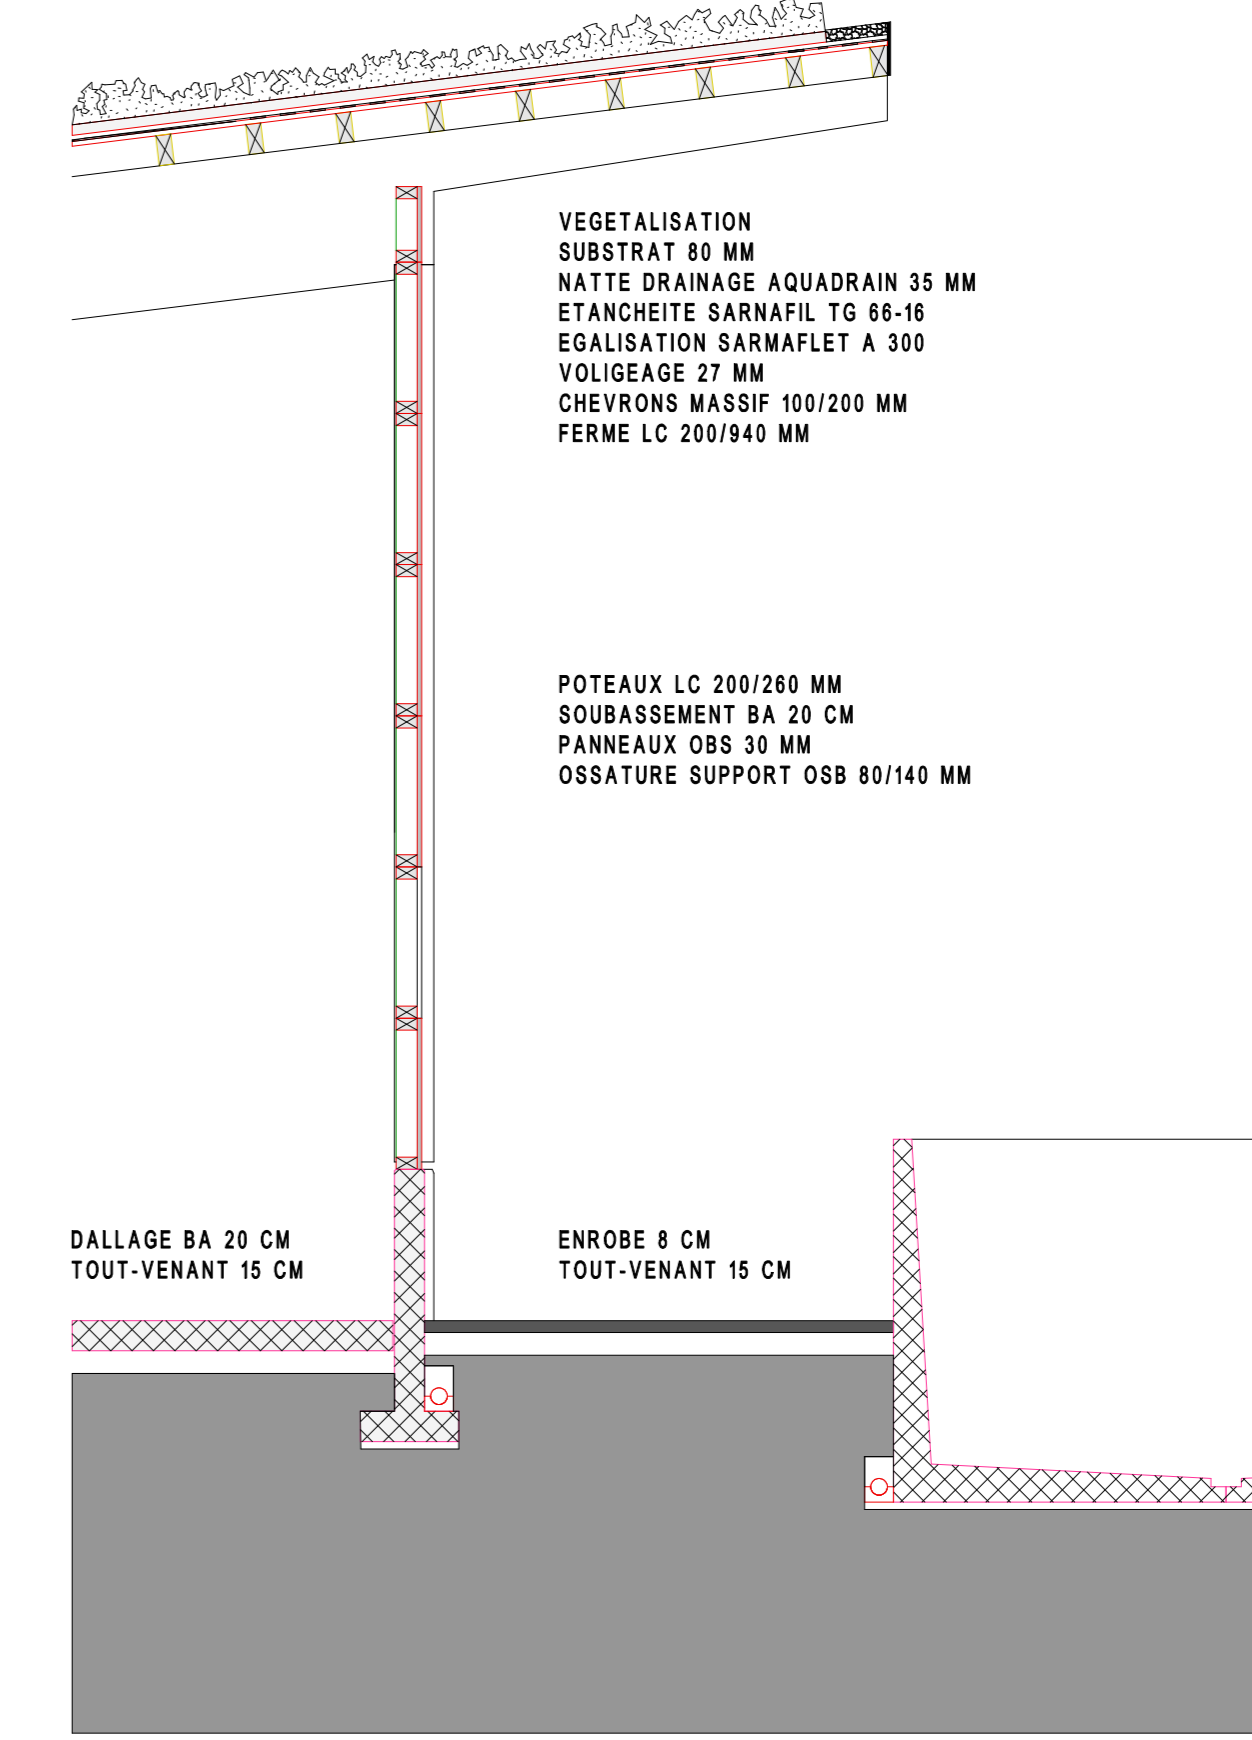 VEGETALISATION
SUBSTRAT 80 MM
NATTE DRAINAGE AQUADRAIN 35 MM
ETANCHEITE SARNAFIL TG 66-16
EGALISATION SARMAFLET A 300
VOLIGEAGE 27 MM
CHEVRONS MASSIF 100/200 MM
FERME LC 200/940 MM
POTEAUX LC 200/260 MM
SOUBASSEMENT BA 20 CM
PANNEAUX OBS 30 MM
OSSATURE SUPPORT OSB 80/140 MM
DALLAGE BA 20 CM
TOUT-VENANT 15 CM
ENROBE 8 CM
TOUT-VENANT 15 CM